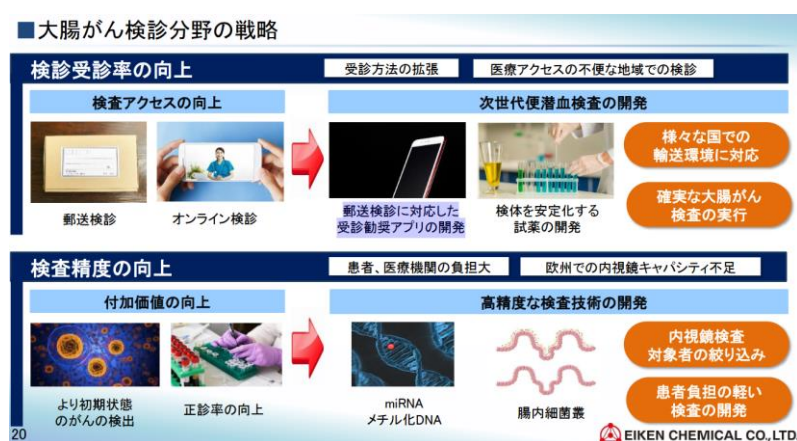 ■大腸がん検診分野の戦略
検診受診率の向上
受診方法の拡張
医療アクセスの不便な地域での検診
検査アクセスの向上
次世代便潜血検査の開発
郵送検診
オンライン検診
郵送検診に対応した
受診勧奨アプリの開発
検体を安定化する
試薬の開発
様々な国での
輸送環境に対応
確実な大腸がん
検査の実行
検査精度の向上
患者、医療機関の負担大
欧州での内視鏡キャパシティ不足
付加価値の向上
高精度な検査技術の開発
より初期状態
のがんの検出
正診率の向上
miRNA
メチル化DNA
腸内細菌叢
内視鏡検査
対象者の絞り込み
患者負担の軽い
検査の開発
20
EIKEN CHEMICAL CO.,LTD